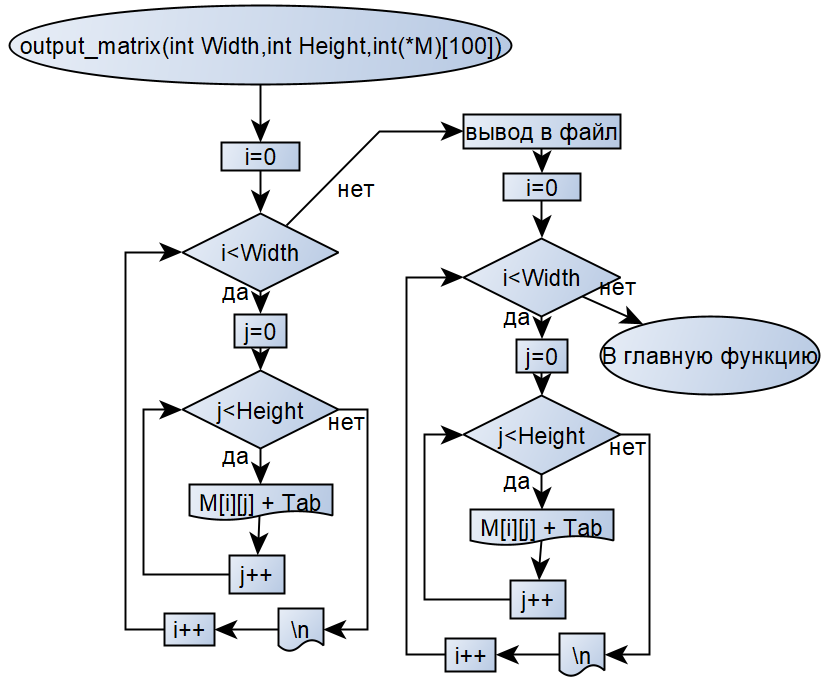 output_matrix(int Width,int Height,int(*M)[100])
i=0
i<Width
нет
да
j=0
j<Height
нет
да
M[i][j] + Tab
j++
i++
\n
вывод в файл
i=0
i<Width
нет
да
В главную функцию
j=0
j<Height
нет
да
M[i][j] + Tab
j++
i++
\n